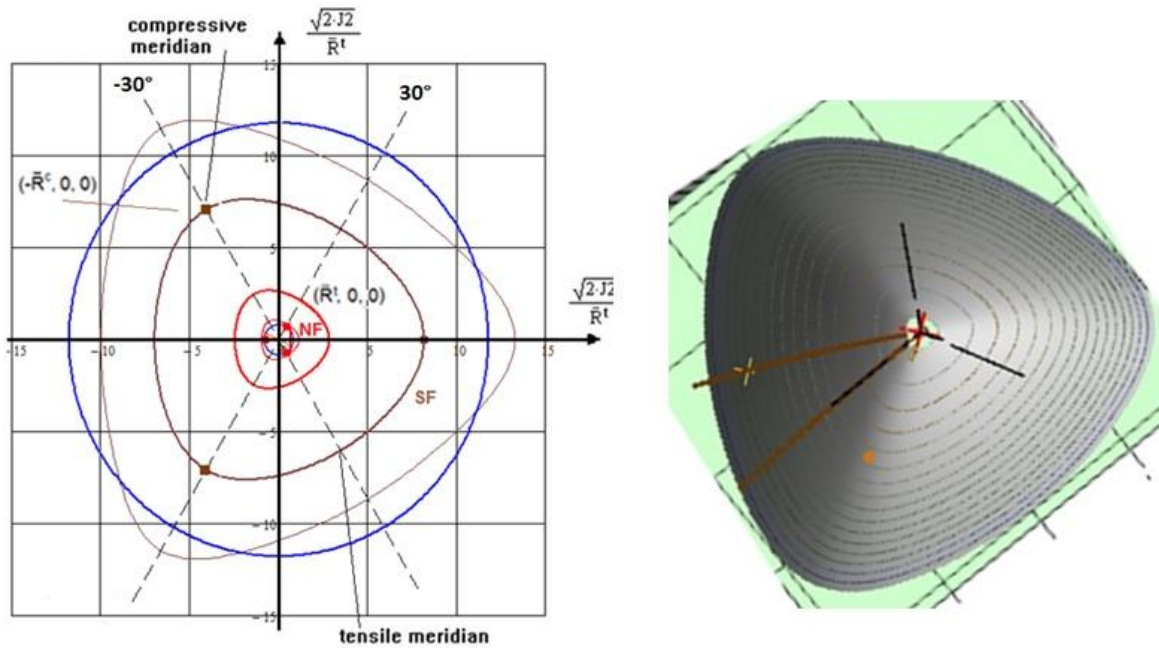 compressive
meridian
√2·J2
R̄ᵗ
-30°
30°
15
10
(-R̄ᶜ, 0, 0)
5
(R̄ᵗ, 0, 0)
√2·J2
R̄ᵗ
NF
-15
-10
-5
5
10
15
SF
-5
-10
-15
tensile meridian